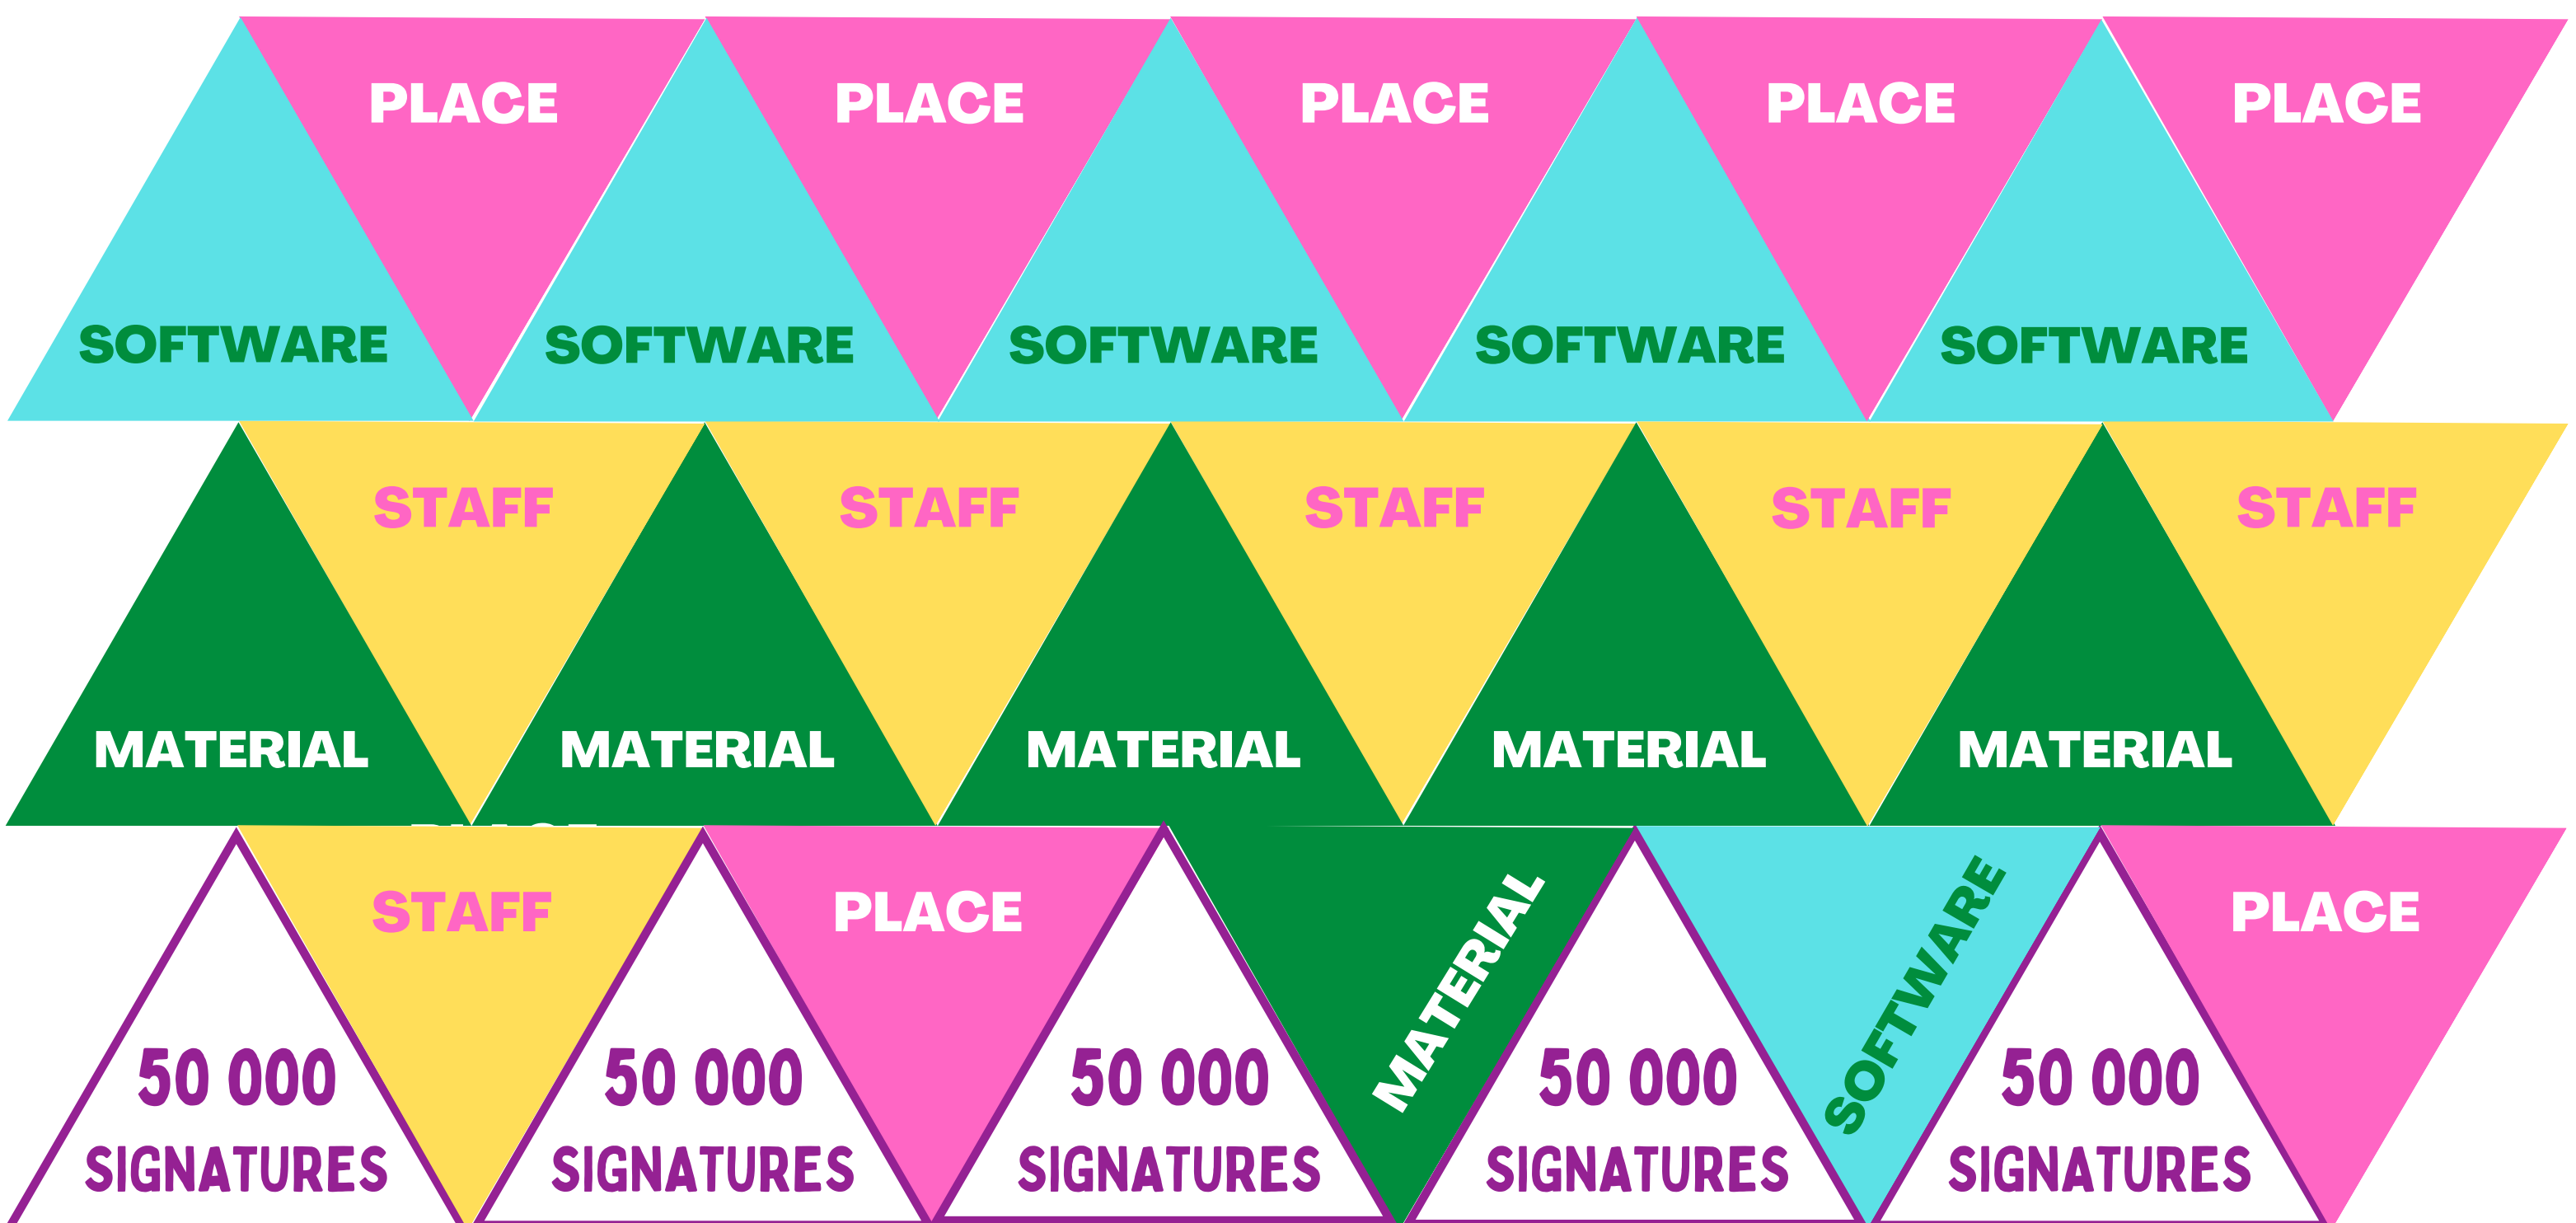 PLACE PLACE PLACE PLACE PLACE
SOFTWARE SOFTWARE SOFTWARE SOFTWARE SOFTWARE
STAFF STAFF STAFF STAFF STAFF
MATERIAL MATERIAL MATERIAL MATERIAL MATERIAL
STAFF PLACE MATERIAL SOFTWARE PLACE
50 000 50 000 50 000 50 000 50 000
SIGNATURES SIGNATURES SIGNATURES SIGNATURES SIGNATURES